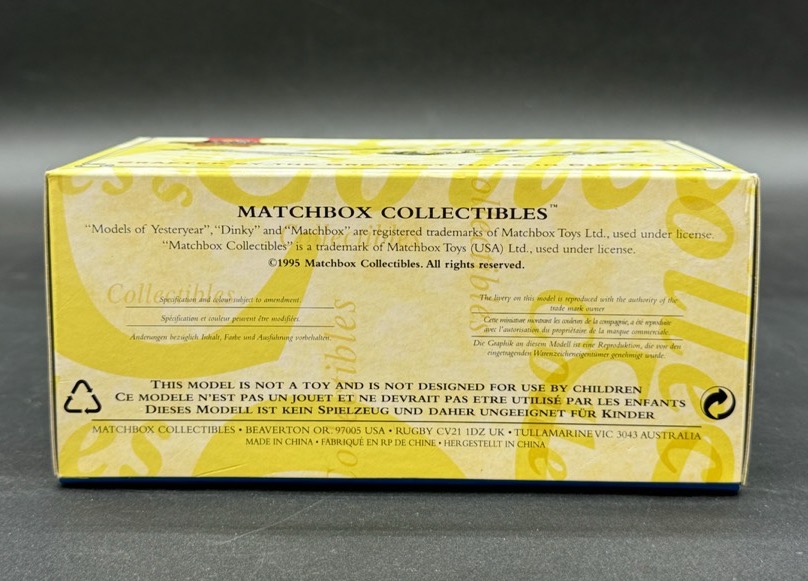 MATCHBOX COLLECTIBLES™
"Models of Yesteryear", "Dinky" and "Matchbox" are registered trademarks of Matchbox Toys Ltd., used under license.
"Matchbox Collectibles" is a trademark of Matchbox Toys (USA) Ltd., used under license.
©1995 Matchbox Collectibles. All rights reserved.
Collectibles
Specification and colour subject to amendment.
Spécification et couleur peuvent être modifiées.
Änderungen bezüglich Inhalt, Farbe und Ausführung vorbehalten.
The livery on this model is reproduced with the authority of the
trade mark owner
Cette miniature montrant les couleurs de la compagnie, a été reproduite
avec l'autorisation du propriétaire de la marque commerciale.
Die Graphik an diesem Modell ist eine Reproduktion, die von den
eingetragenen Warenzeicheneigentümer genehmigt wurde.
THIS MODEL IS NOT A TOY AND IS NOT DESIGNED FOR USE BY CHILDREN
CE MODELE N'EST PAS UN JOUET ET NE DEVRAIT PAS ETRE UTILISÉ PAR LES ENFANTS
DIESES MODELL IST KEIN SPIELZEUG UND DAHER UNGEEIGNET FÜR KINDER
MATCHBOX COLLECTIBLES • BEAVERTON OR. 97005 USA • RUGBY CV21 1DZ UK • TULLAMARINE VIC 3043 AUSTRALIA
MADE IN CHINA • FABRIQUÉ EN RP DE CHINE • HERGESTELLT IN CHINA